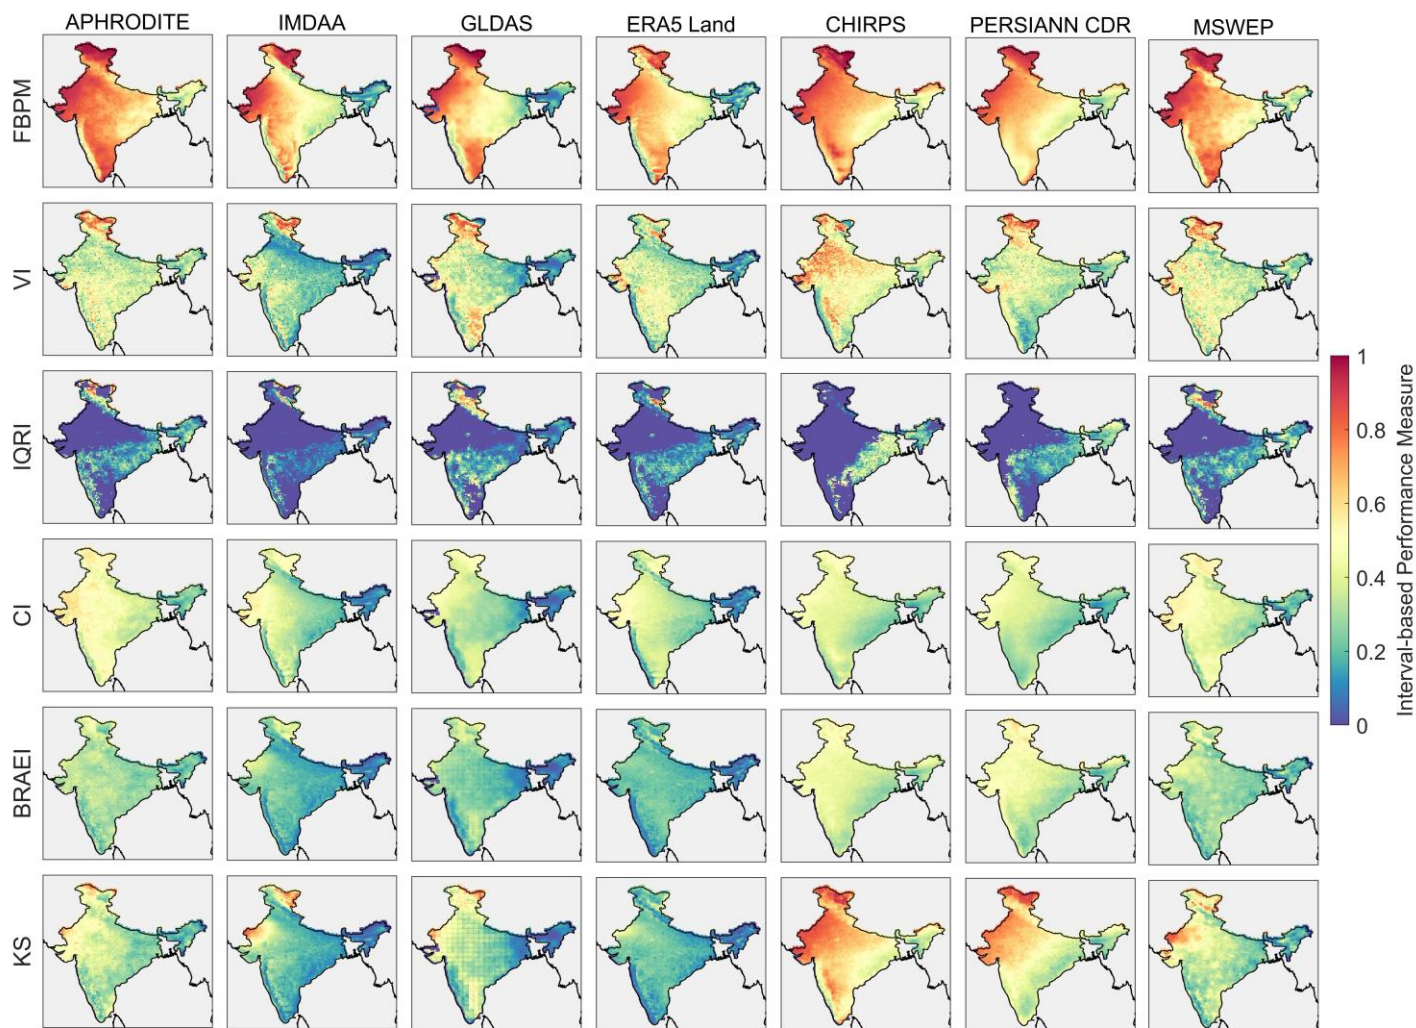 APHRODITE IMDAA GLDAS ERA5 Land CHIRPS PERSIANN CDR MSWEP
FBPM
VI
IQRI
CI
BRAEI
KS
1
0.8
0.6
0.4
0.2
0
Interval-based Performance Measure